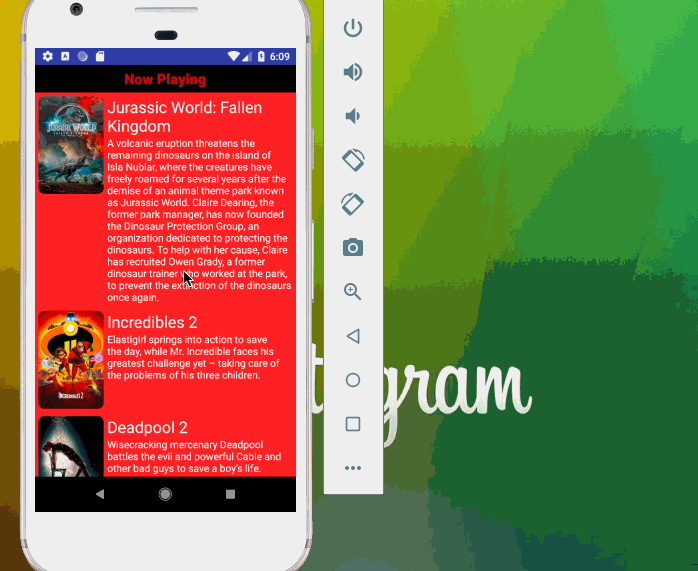 6:09
Now Playing
Jurassic World: Fallen
Kingdom
A volcanic eruption threatens the
remaining dinosaurs on the island of
Isla Nublar, where the creatures have
freely roamed for several years after the
demise of an animal theme park known
as Jurassic World. Claire Dearing, the
former park manager, has now founded
the Dinosaur Protection Group, an
organization dedicated to protecting the
dinosaurs. To help with her cause, Claire
has recruited Owen Grady, a former
dinosaur trainer who worked at the park,
to prevent the extinction of the dinosaurs
once again.
JURASSIC WORLD
Incredibles 2
Elastigirl springs into action to save
the day, while Mr. Incredible faces his
greatest challenge yet – taking care of
the problems of his three children.
INCREDIBLES 2
Deadpool 2
Wisecracking mercenary Deadpool
battles the evil and powerful Cable and
other bad guys to save a boy's life.
tagram